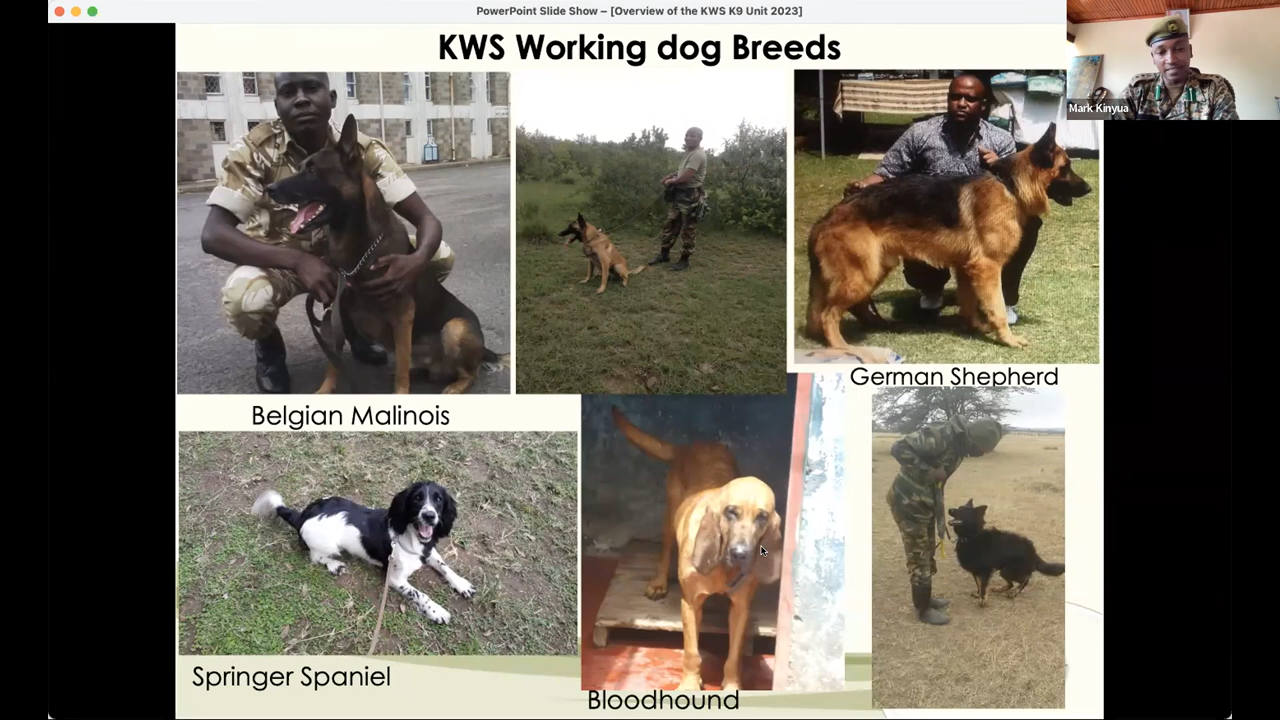 PowerPoint Slide Show – [Overview of the KWS K9 Unit 2023]
KWS Working dog Breeds
Mark Kinyua
German Shepherd
Belgian Malinois
Springer Spaniel
Bloodhound